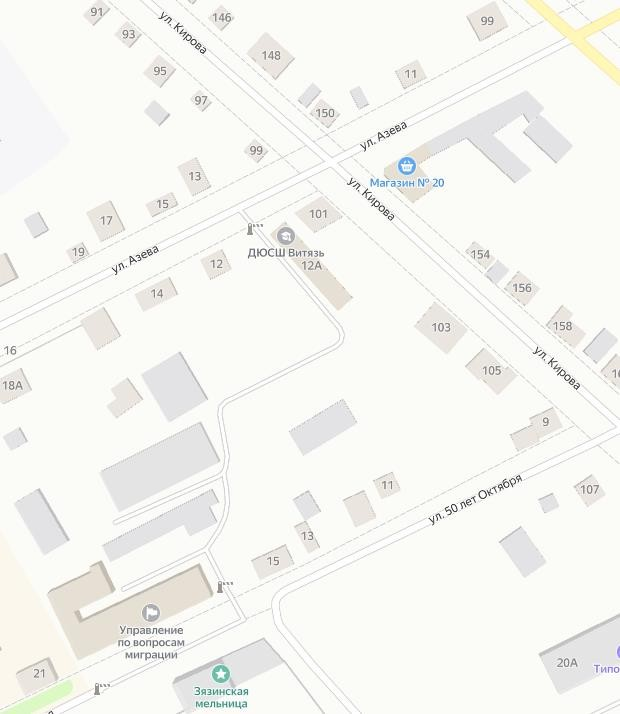 91
93
ул. Кирова
146
99
148
95
97
150
11
ул. Азева
99
13
Магазин № 20
ул. Кирова
15
101
17
19
ул. Азева
ДЮСШ Витязь
12А
12
14
154
156
158
103
105
ул. Кирова
16
18А
9
11
ул. 50 лет Октября
107
13
15
Управление
по вопросам
миграции
21
Зязинская
мельница
20А